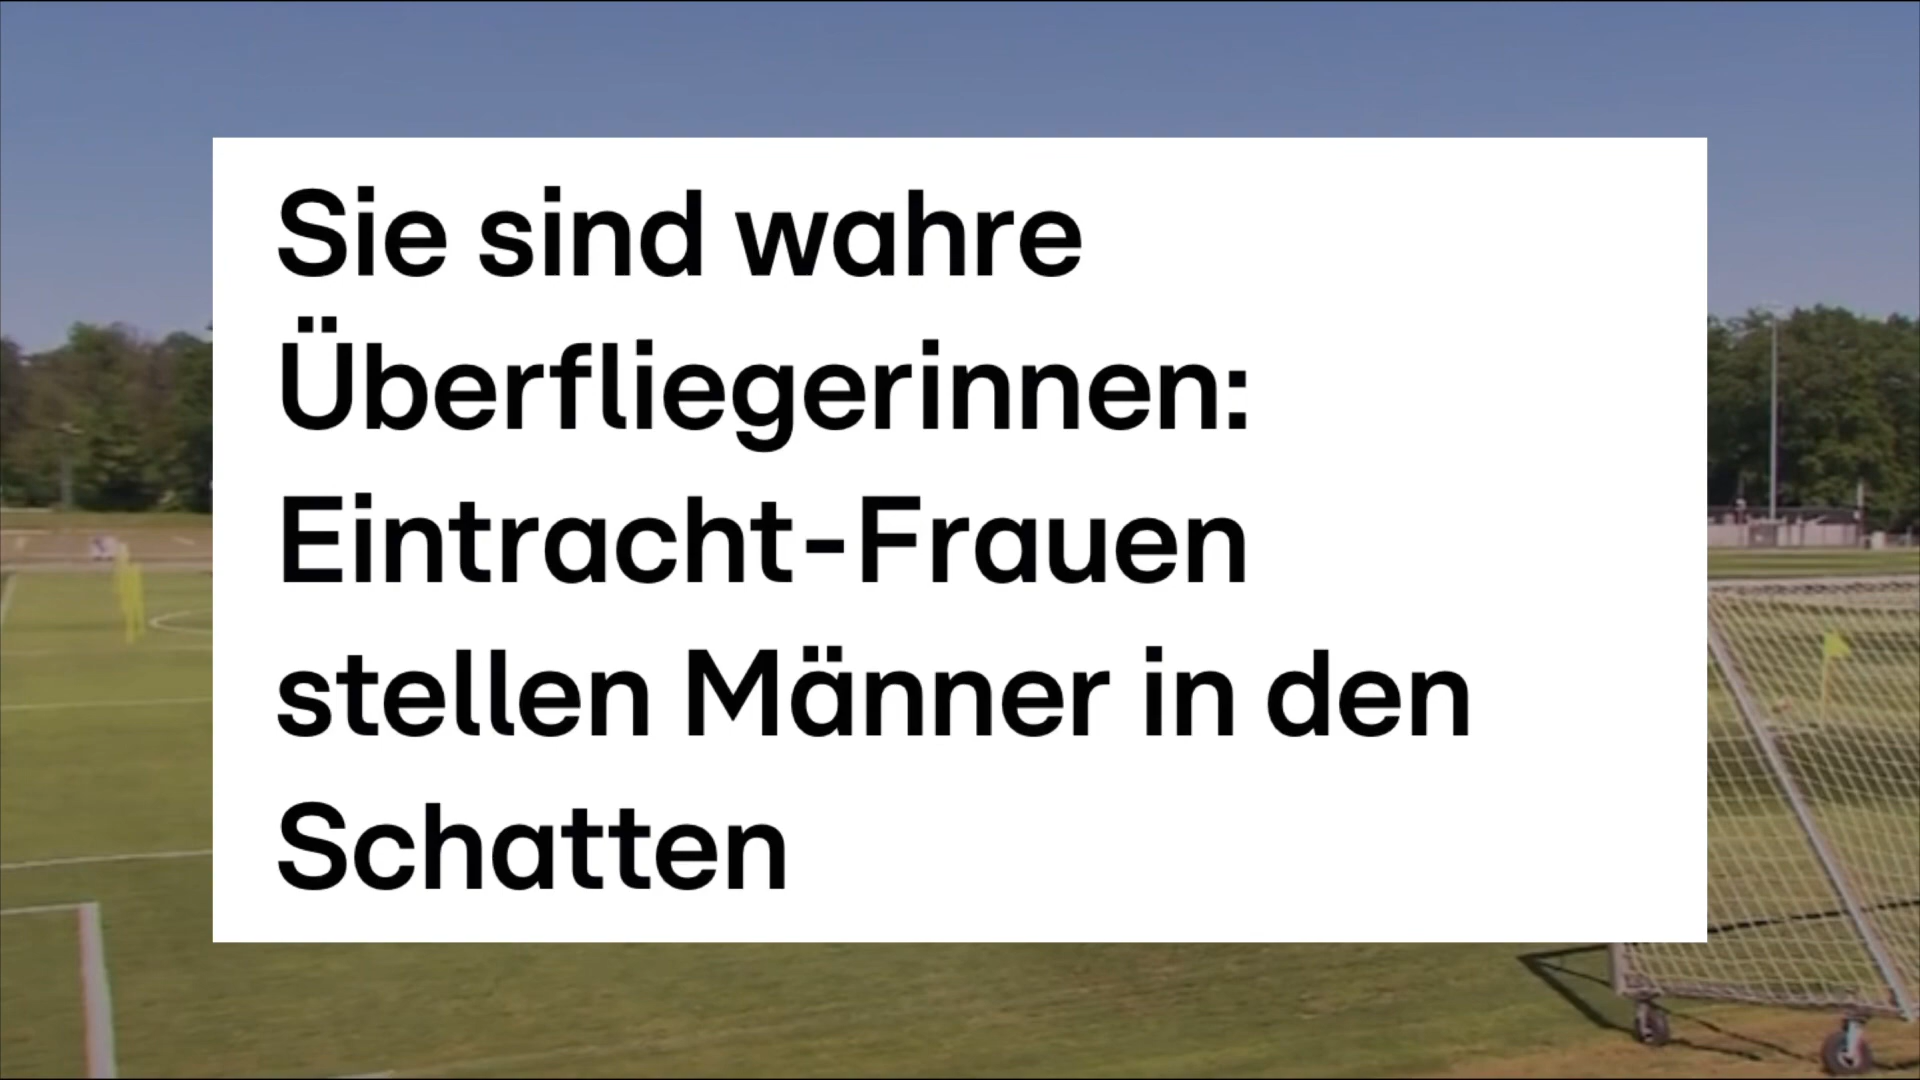 Sie sind wahre
Überfliegerinnen:
Eintracht-Frauen
stellen Männer in den
Schatten